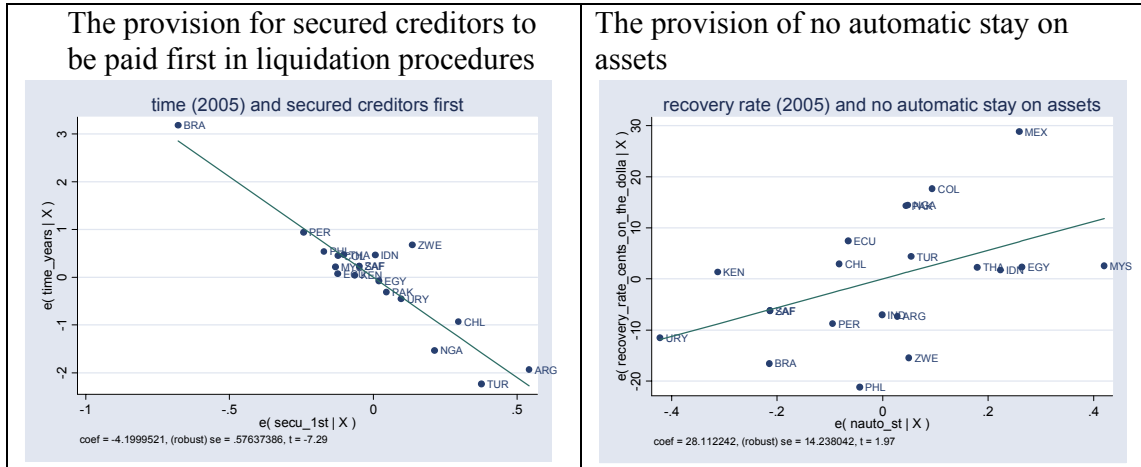 The provision for secured creditors to
be paid first in liquidation procedures
time (2005) and secured creditors first
e( time_years | X )
3
2
1
0
-1
-2
BRA
PER
ZWE
IDN
EGY
PAK
URY
CHL
NGA
ARG
TUR
-1
-.5
0
.5
e( secu_1st | X )
coef = -4.1999521, (robust) se = .57637386, t = -7.29
The provision of no automatic stay on
assets
recovery rate (2005) and no automatic stay on assets
e( recovery_rate_cents_on_the_dolla | X )
30
20
10
0
-10
-20
MEX
COL
ECU
TUR
CHL
THA
IDN
EGY
MYS
KEN
PER
IND
ARG
URY
ZWE
BRA
PHL
-.4
-.2
0
.2
.4
e( nauto_st | X )
coef = 28.112242, (robust) se = 14.238042, t = 1.97